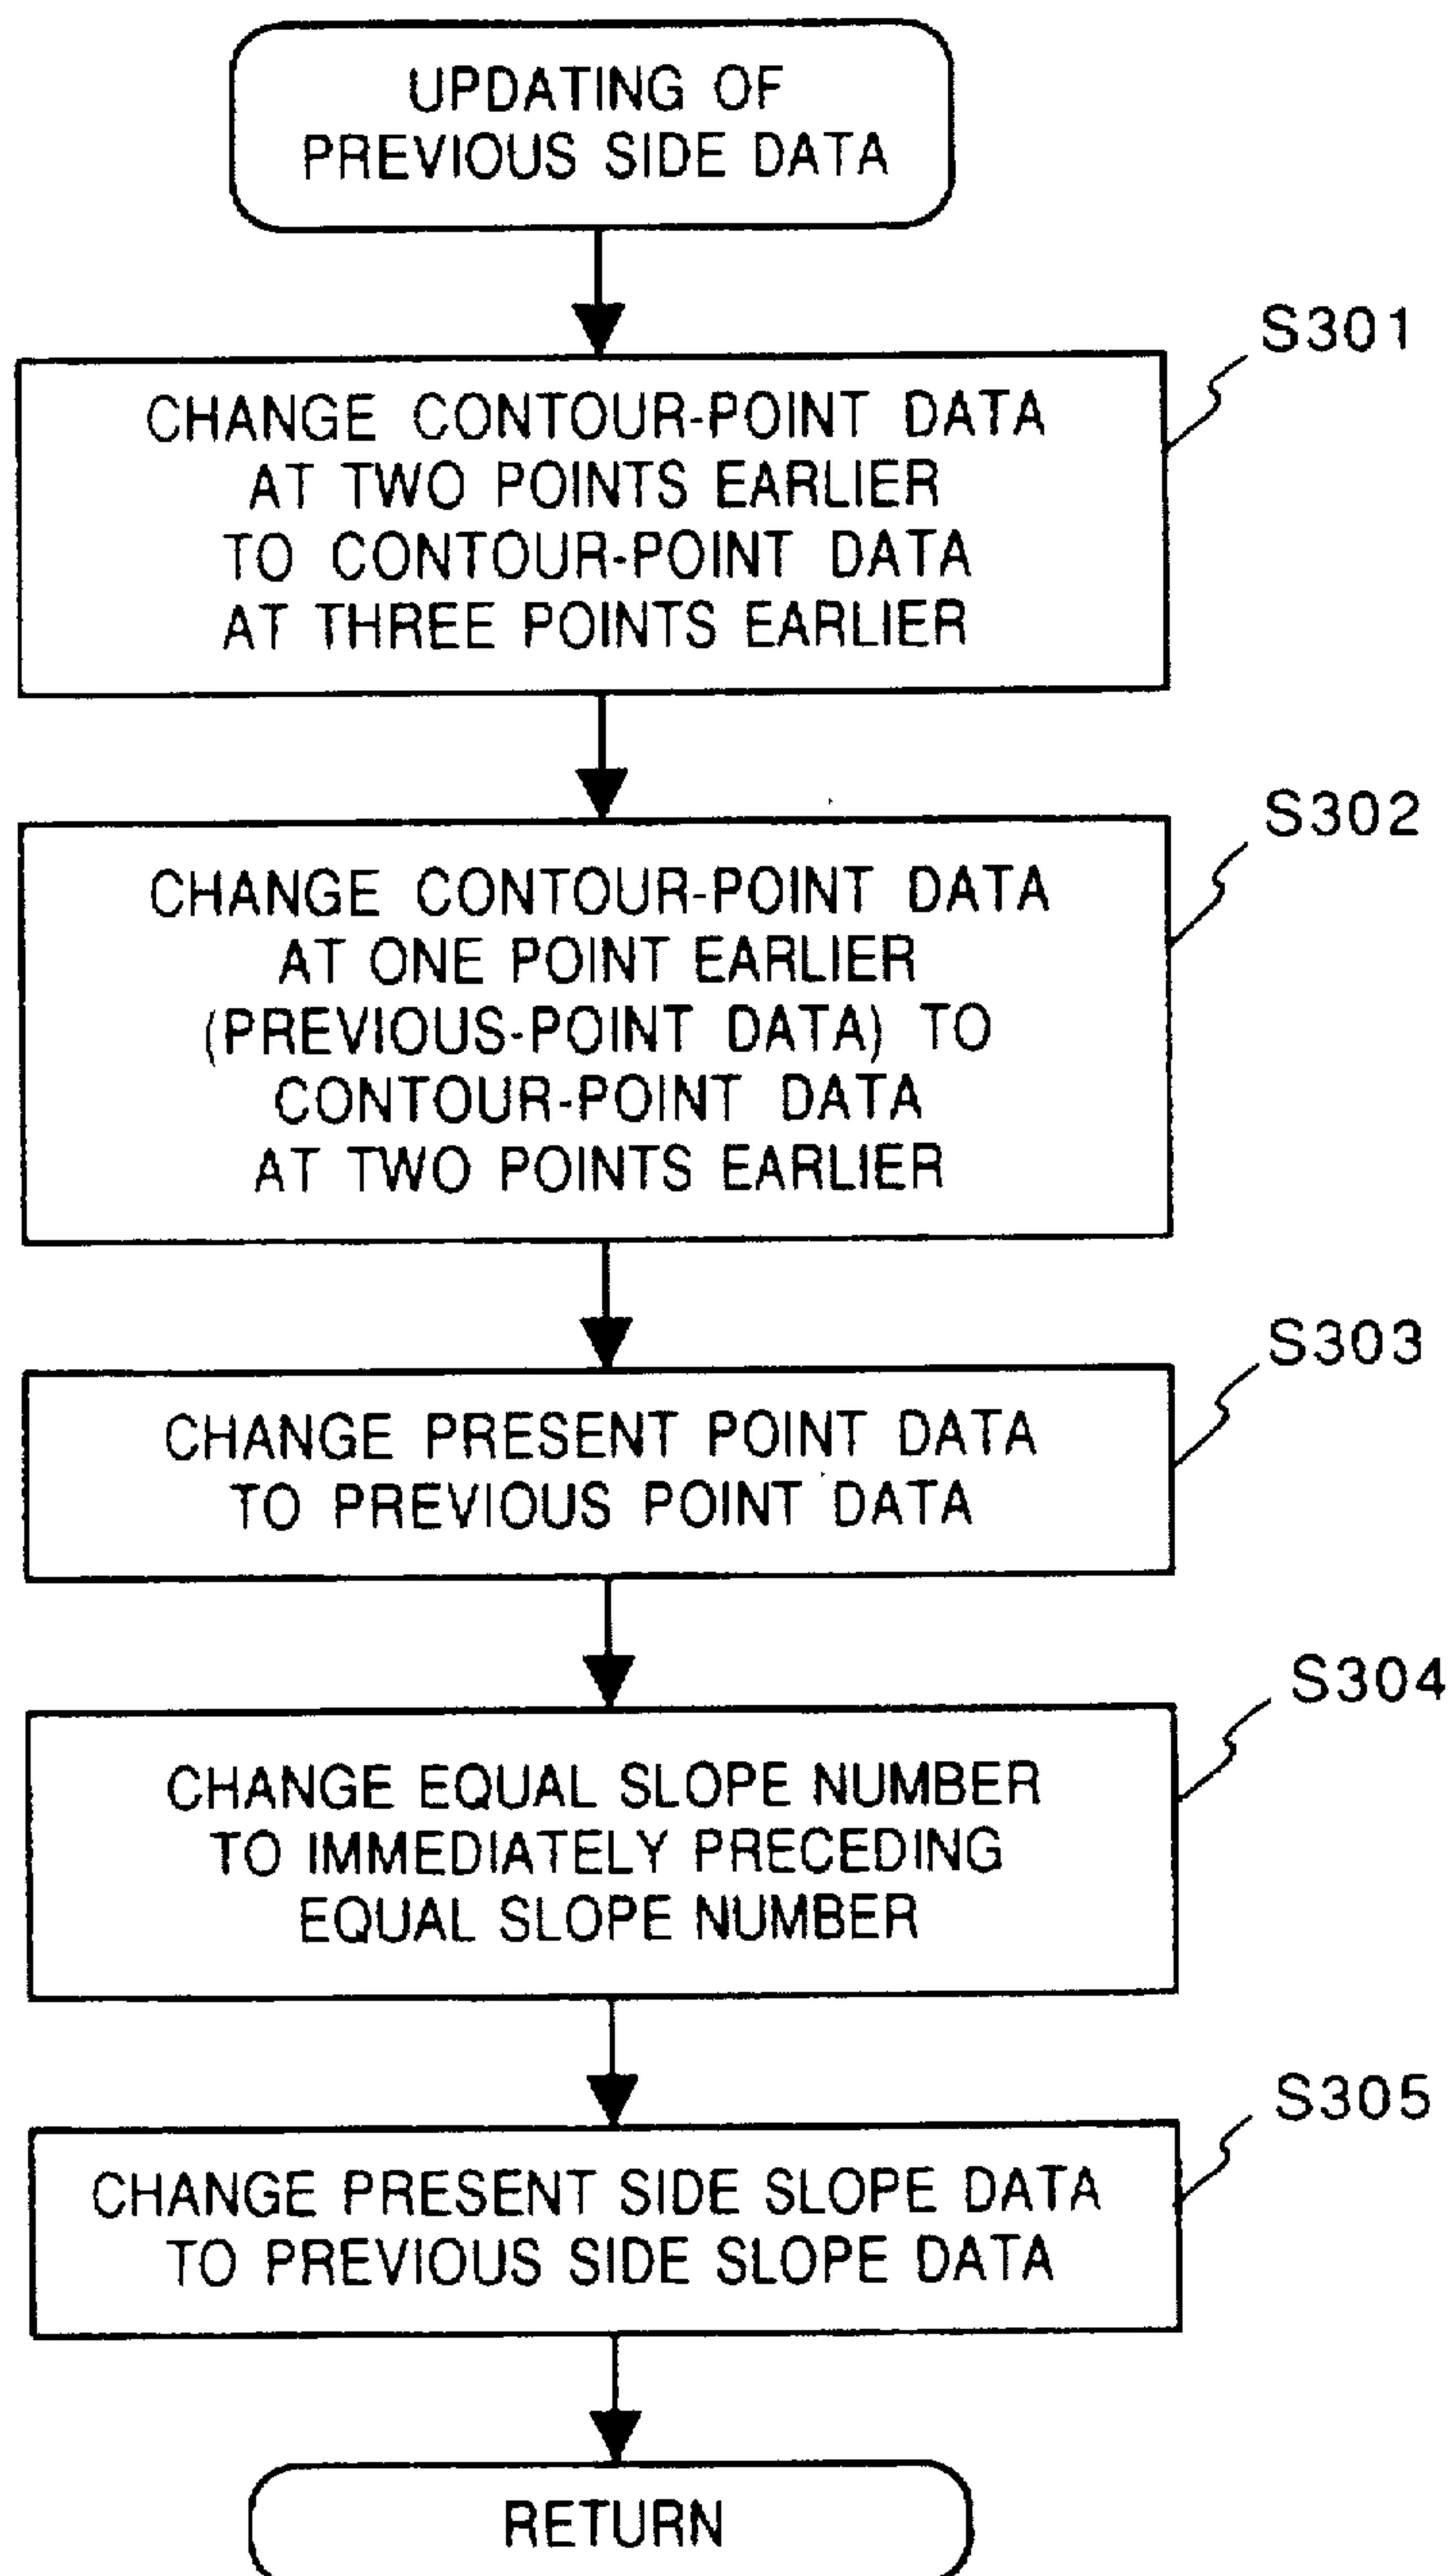 UPDATING OF
PREVIOUS SIDE DATA
S301
CHANGE CONTOUR-POINT DATA
AT TWO POINTS EARLIER
TO CONTOUR-POINT DATA
AT THREE POINTS EARLIER
S302
CHANGE CONTOUR-POINT DATA
AT ONE POINT EARLIER
(PREVIOUS-POINT DATA) TO
CONTOUR-POINT DATA
AT TWO POINTS EARLIER
S303
CHANGE PRESENT POINT DATA
TO PREVIOUS POINT DATA
S304
CHANGE EQUAL SLOPE NUMBER
TO IMMEDIATELY PRECEDING
EQUAL SLOPE NUMBER
S305
CHANGE PRESENT SIDE SLOPE DATA
TO PREVIOUS SIDE SLOPE DATA
RETURN